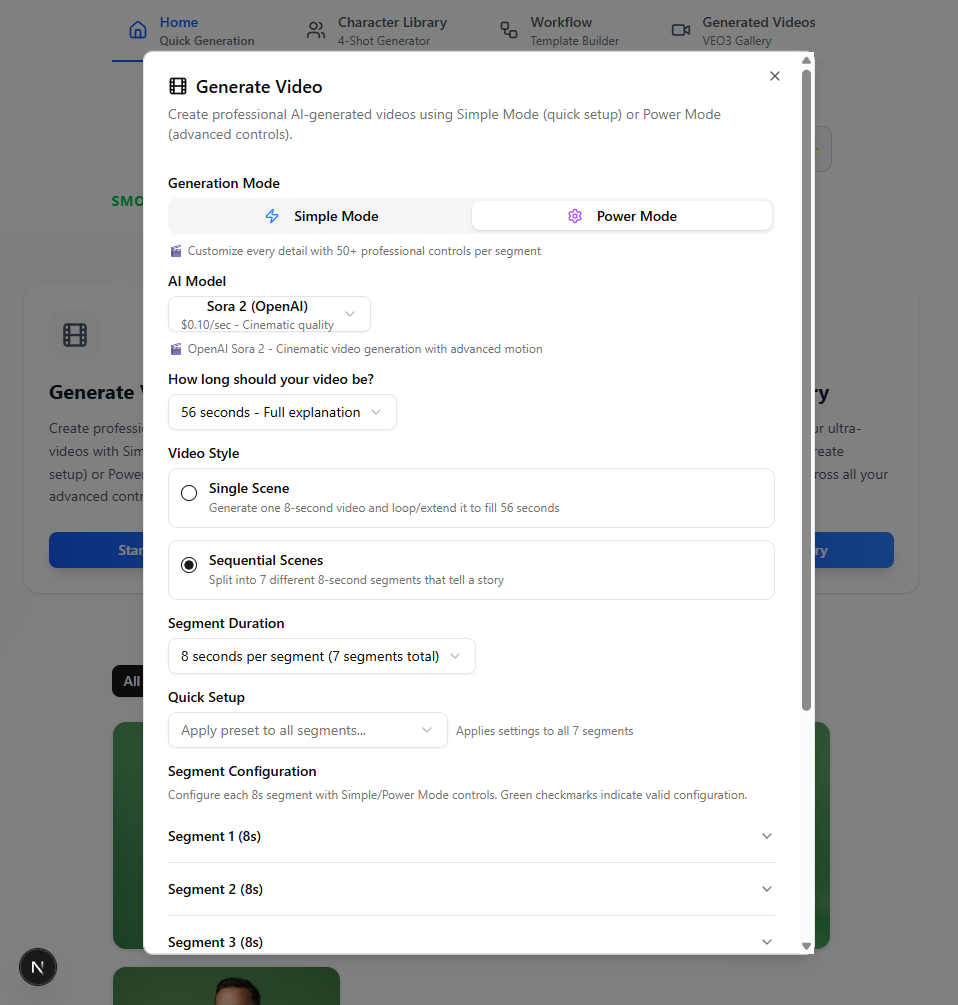 Home
Quick Generation
Character Library
4-Shot Generator
Workflow
Template Builder
Generated Videos
VEO3 Gallery
Generate Video
Create professional AI-generated videos using Simple Mode (quick setup) or Power Mode
(advanced controls).
SMO
Generation Mode
Simple Mode
Power Mode
Customize every detail with 50+ professional controls per segment
AI Model
Sora 2 (OpenAI)
$0.10/sec - Cinematic quality
OpenAI Sora 2 - Cinematic video generation with advanced motion
How long should your video be?
56 seconds - Full explanation
Video Style
Single Scene
Generate one 8-second video and loop/extend it to fill 56 seconds
Sequential Scenes
Split into 7 different 8-second segments that tell a story
Segment Duration
8 seconds per segment (7 segments total)
Quick Setup
Apply preset to all segments...
Applies settings to all 7 segments
Segment Configuration
Configure each 8s segment with Simple/Power Mode controls. Green checkmarks indicate valid configuration.
Segment 1 (8s)
Segment 2 (8s)
Segment 3 (8s)
Generate
Create professi
videos with Sim
setup) or Power
advanced contr
Star
ry
ur ultra-
reate
ross all your
ry
All
N